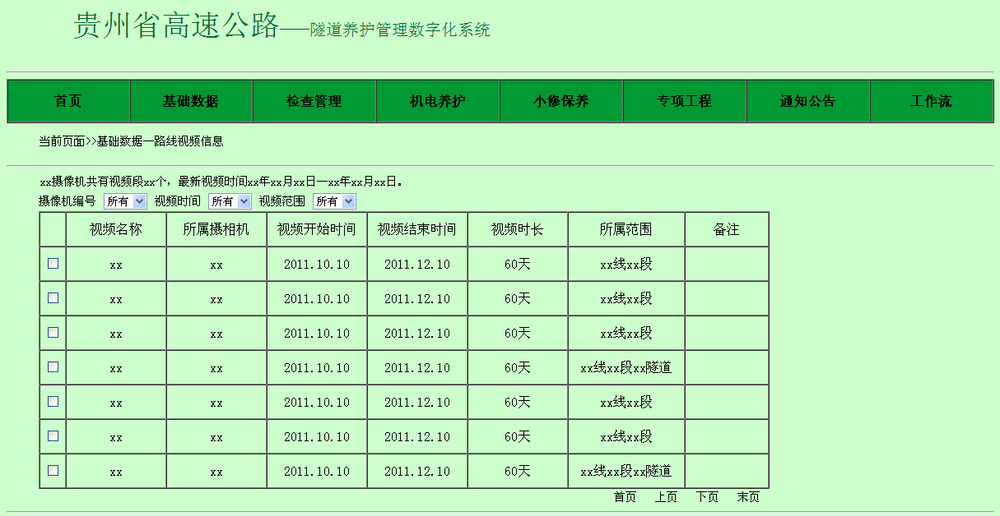 贵州省高速公路——隧道养护管理数字化系统
首页 基础数据 检查管理 机电养护 小修保养 专项工程 通知公告 工作流
当前页面>>基础数据—路线视频信息
xx摄像机共有视频段xx个，最新视频时间xx年xx月xx日—xx年xx月xx日。
摄像机编号 所有 视频时间 所有 视频范围 所有
视频名称 所属摄相机 视频开始时间 视频结束时间 视频时长 所属范围 备注
xx xx 2011.10.10 2011.12.10 60天 xx线xx段
xx xx 2011.10.10 2011.12.10 60天 xx线xx段
xx xx 2011.10.10 2011.12.10 60天 xx线xx段
xx xx 2011.10.10 2011.12.10 60天 xx线xx段xx隧道
xx xx 2011.10.10 2011.12.10 60天 xx线xx段
xx xx 2011.10.10 2011.12.10 60天 xx线xx段
xx xx 2011.10.10 2011.12.10 60天 xx线xx段xx隧道
首页 上页 下页 末页